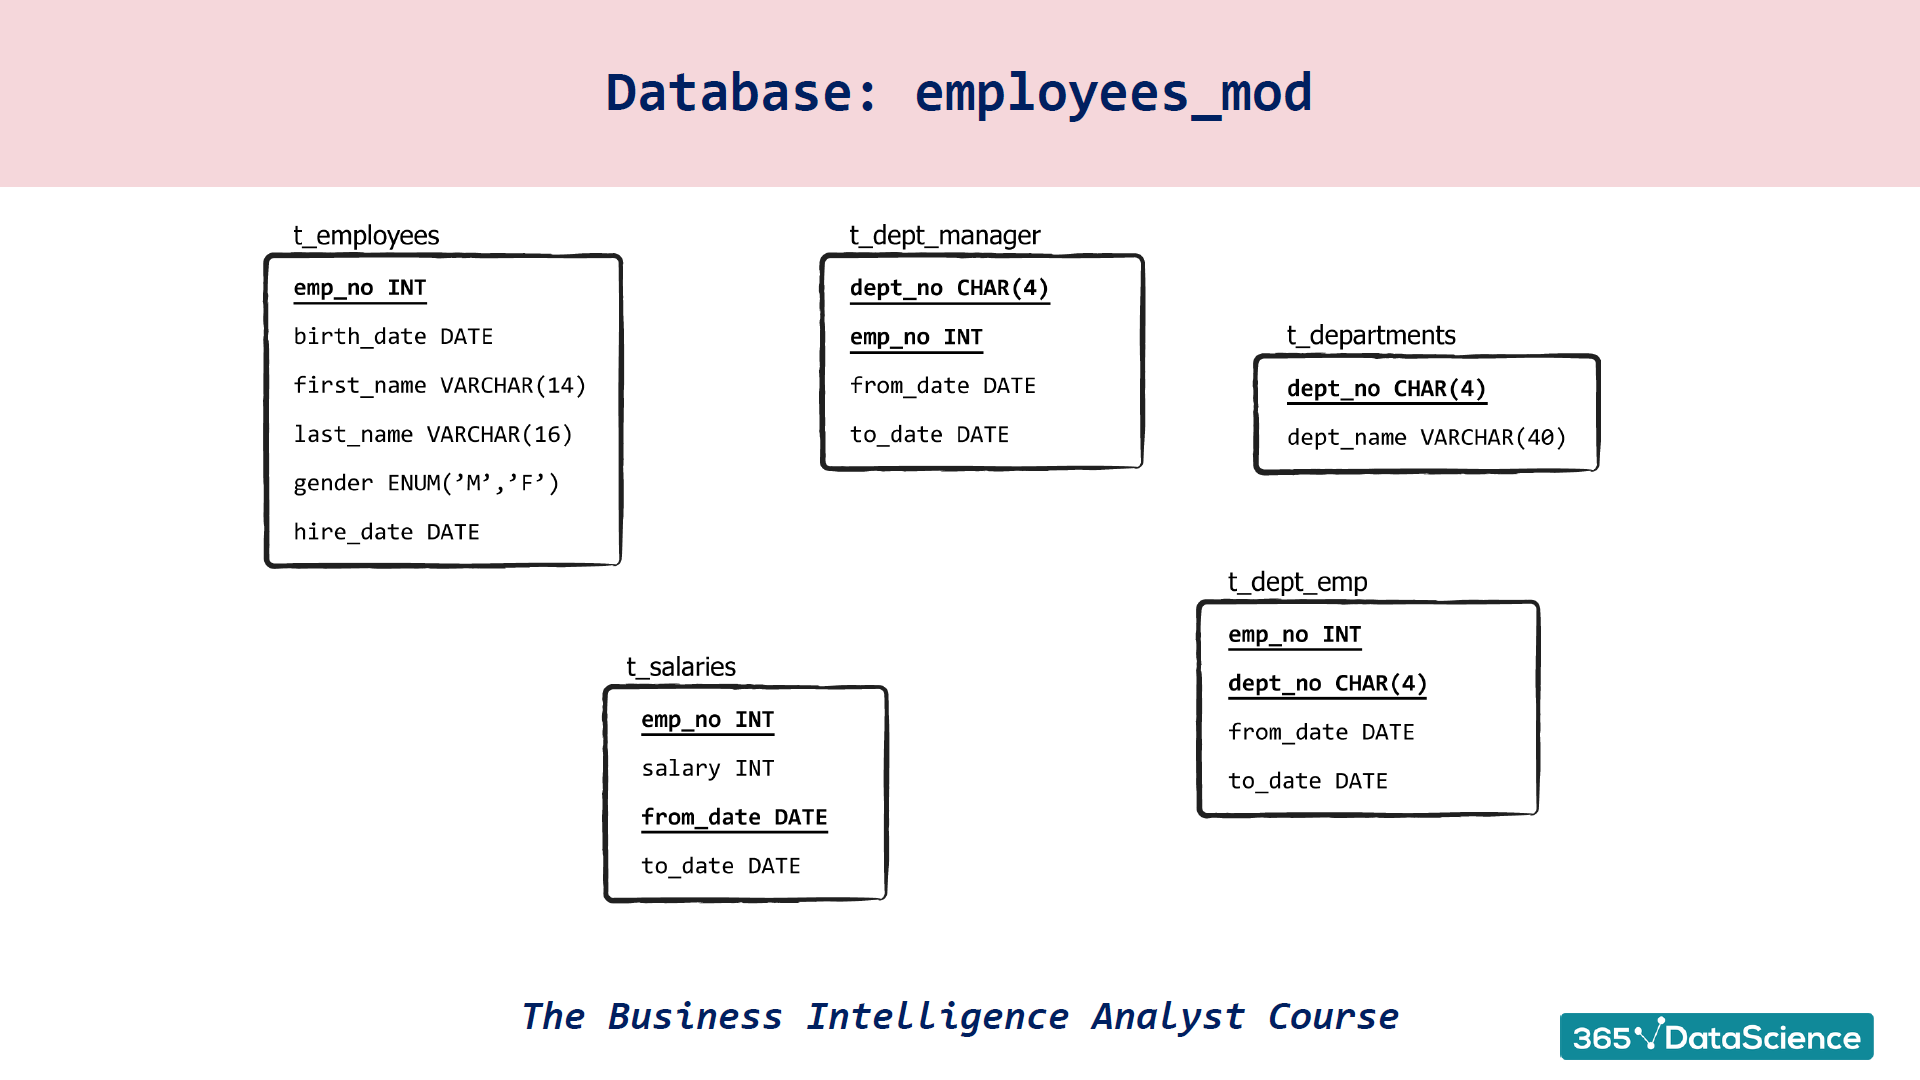 Database: employees_mod
t_employees
emp_no INT
birth_date DATE
first_name VARCHAR(14)
last_name VARCHAR(16)
gender ENUM(’M’,’F’)
hire_date DATE
t_dept_manager
dept_no CHAR(4)
emp_no INT
from_date DATE
to_date DATE
t_departments
dept_no CHAR(4)
dept_name VARCHAR(40)
t_salaries
emp_no INT
salary INT
from_date DATE
to_date DATE
t_dept_emp
emp_no INT
dept_no CHAR(4)
from_date DATE
to_date DATE
The Business Intelligence Analyst Course
365 DataScience